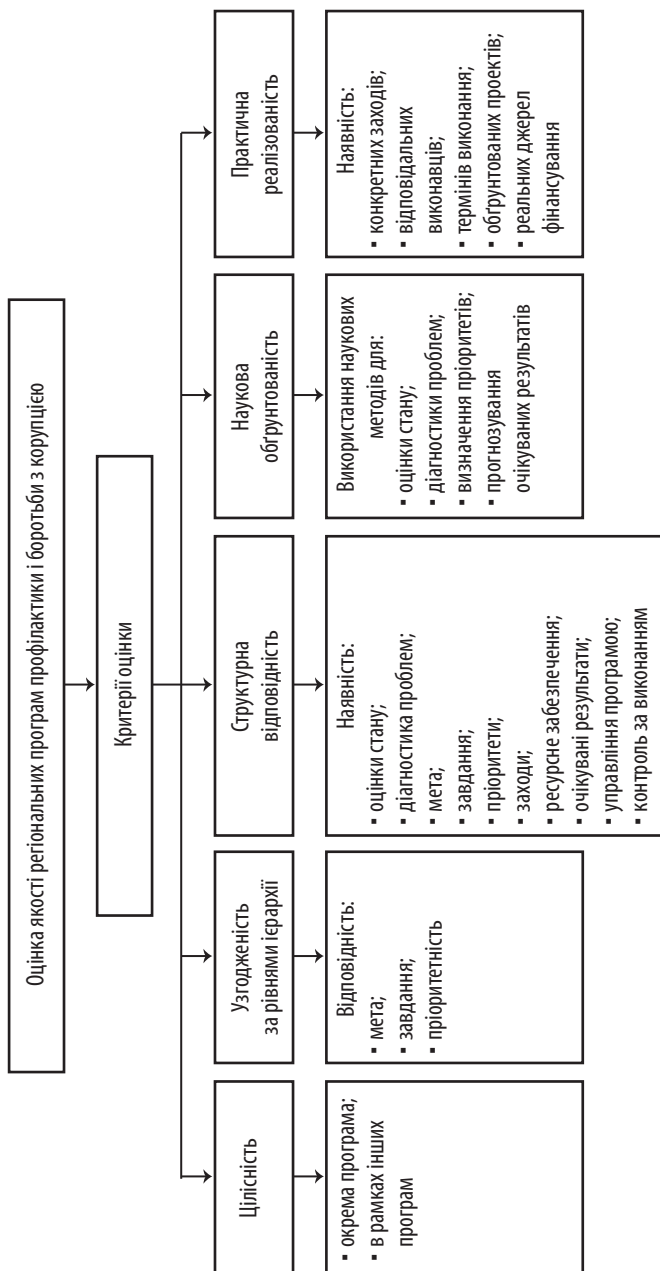 Оцінка якості регіональних програм профілактики і боротьби з корупцією
Критерії оцінки
Цілісність
▪ окрема програма;
▪ в рамках інших
програм
Узгодженість
за рівнями ієрархії
Відповідність:
▪ мета;
▪ завдання;
▪ пріоритетність
Структурна
відповідність
Наявність:
▪ оцінки стану;
▪ діагностика проблем;
▪ мета;
▪ завдання;
▪ пріоритети;
▪ заходи;
▪ ресурсне забезпечення;
▪ очікувані результати;
▪ управління програмою;
▪ контроль за виконанням
Наукова
обґрунтованість
Використання наукових
методів для:
▪ оцінки стану;
▪ діагностики проблем;
▪ визначення пріоритетів;
▪ прогнозування
очікуваних результатів
Практична
реалізованість
Наявність:
▪ конкретних заходів;
▪ відповідальних
виконавців;
▪ термінів виконання;
▪ обґрунтованих проектів;
▪ реальних джерел
фінансування